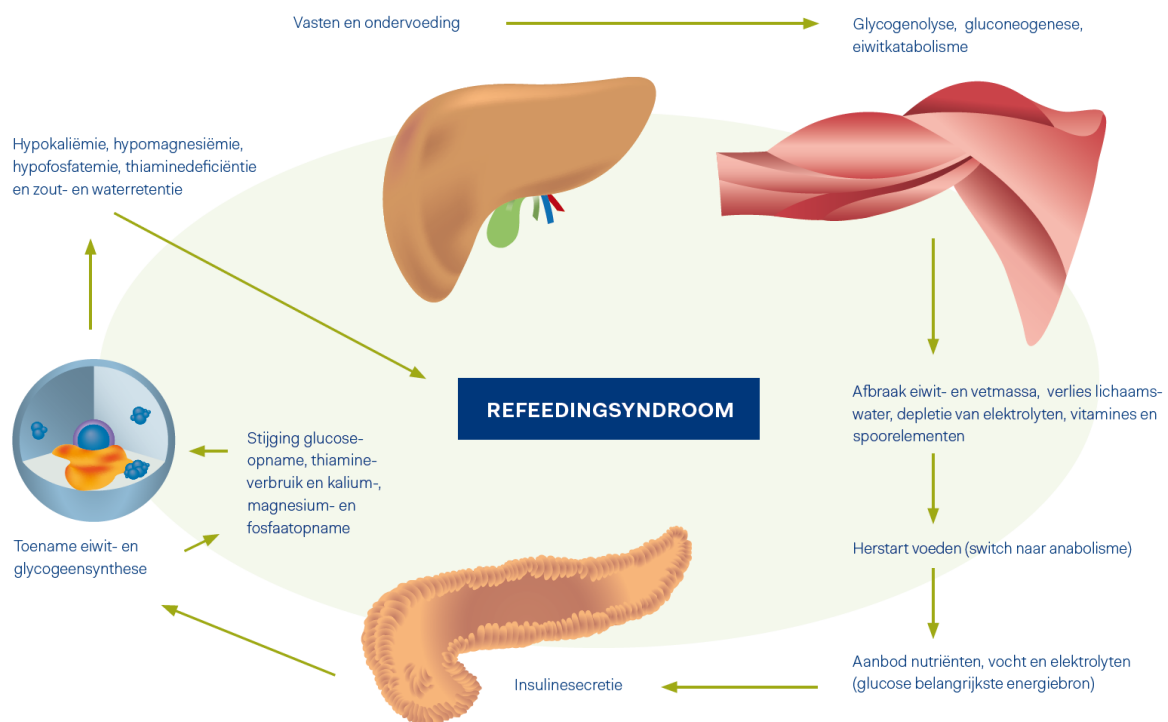 Vasten en ondervoeding
Glycogenolyse, gluconeogenese,
eiwitkatabolisme
Hypokaliëmie, hypomagnesiëmie,
hypofosfatemie, thiaminedeficiëntie
en zout- en waterretentie
REFEEDINGSYNDROOM
Afbraak eiwit- en vetmassa, verlies lichaams-
water, depletie van elektrolyten, vitamines en
spoorelementen
Stijging glucose-
opname, thiamine-
verbruik en kalium-,
magnesium- en
fosfaatopname
Toename eiwit- en
glycogeensynthese
Herstart voeden (switch naar anabolisme)
Aanbod nutriënten, vocht en elektrolyten
(glucose belangrijkste energiebron)
Insulinesecretie